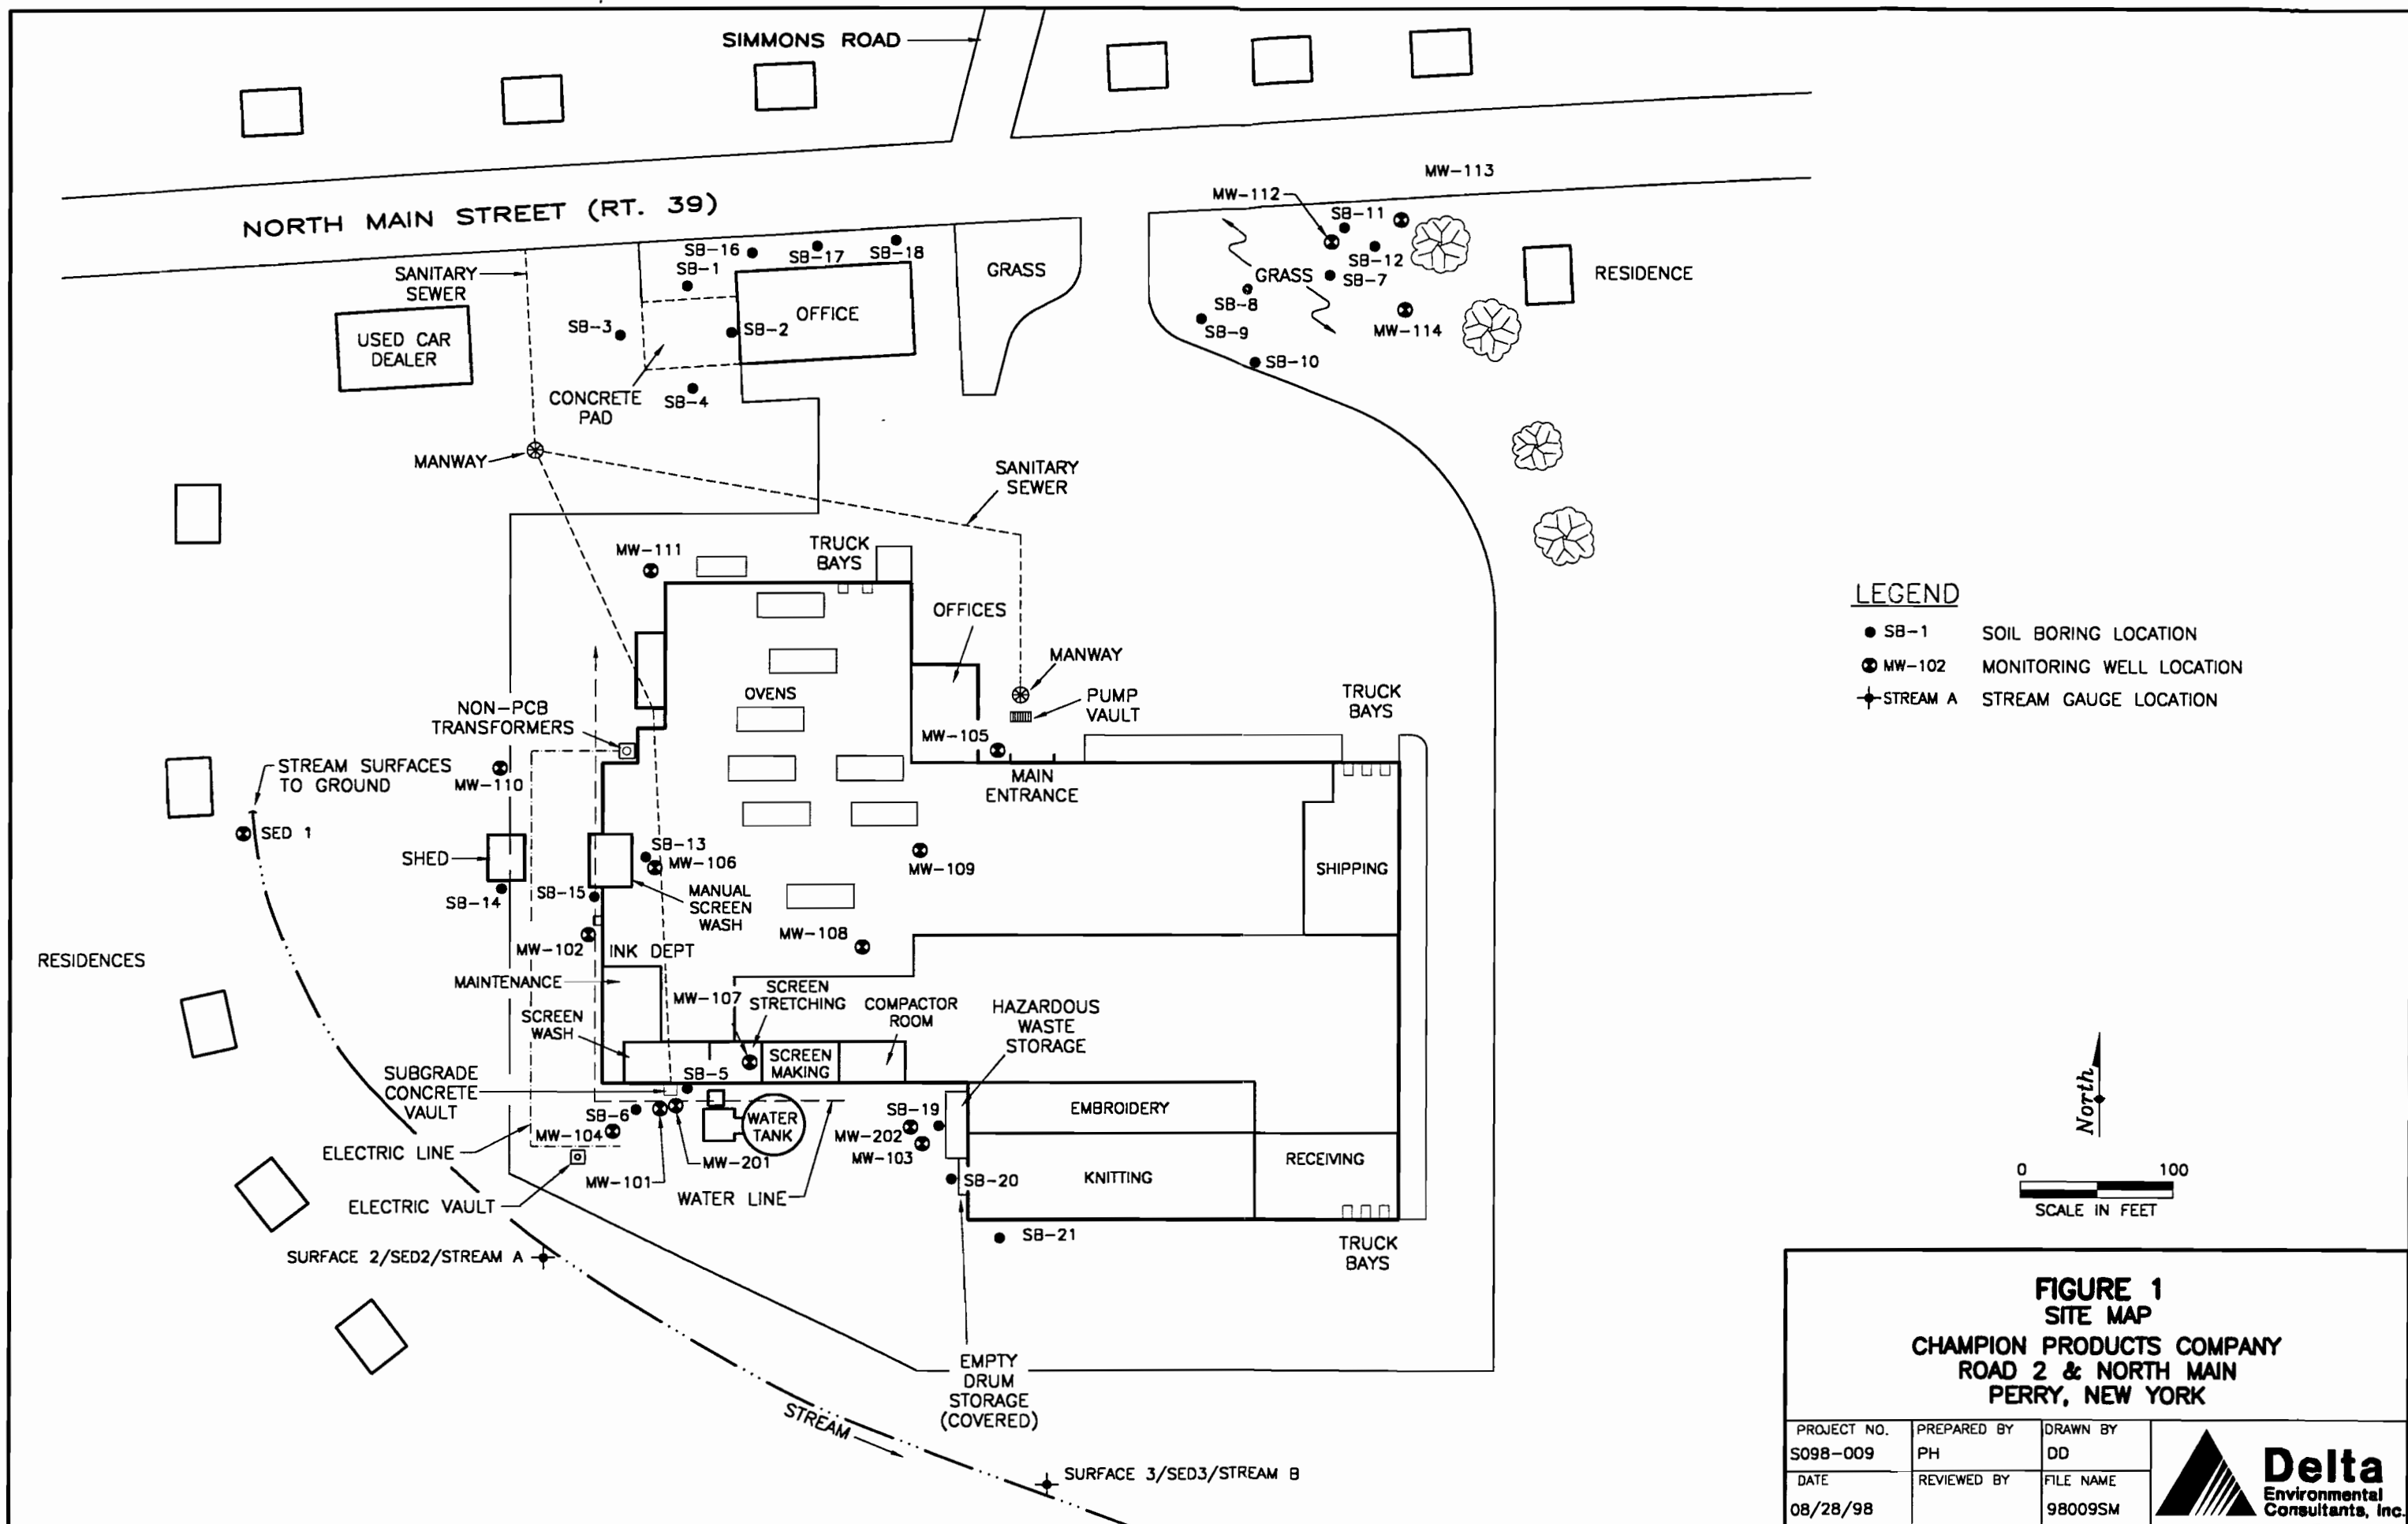 SIMMONS ROAD
NORTH MAIN STREET (RT. 39)
MW-113
MW-112
SB-11
SB-12
GRASS
SB-7
SB-8
SB-9
MW-114
SB-10
RESIDENCE
SANITARY
SEWER
SB-16
SB-17
SB-18
SB-1
GRASS
OFFICE
SB-3
SB-2
USED CAR
DEALER
CONCRETE
PAD
SB-4
MANWAY
SANITARY
SEWER
MW-111
TRUCK
BAYS
OFFICES
MANWAY
PUMP
VAULT
TRUCK
BAYS
OVENS
NON-PCB
TRANSFORMERS
MW-105
MAIN
ENTRANCE
STREAM SURFACES
TO GROUND
MW-110
SED 1
SHED
SB-13
MW-106
MW-109
SHIPPING
SB-14
SB-15
MANUAL
SCREEN
WASH
MW-102
INK DEPT
MW-108
RESIDENCES
MAINTENANCE
MW-107
SCREEN
STRETCHING
COMPACTOR
ROOM
HAZARDOUS
WASTE
STORAGE
SCREEN
WASH
SCREEN
MAKING
SUBGRADE
CONCRETE
VAULT
SB-5
SB-6
WATER
TANK
SB-19
EMBROIDERY
MW-104
MW-202
MW-103
ELECTRIC LINE
MW-201
MW-101
WATER LINE
SB-20
KNITTING
RECEIVING
ELECTRIC VAULT
SB-21
TRUCK
BAYS
SURFACE 2/SED2/STREAM A
EMPTY
DRUM
STORAGE
(COVERED)
STREAM
SURFACE 3/SED3/STREAM B
LEGEND
SB-1 SOIL BORING LOCATION
MW-102 MONITORING WELL LOCATION
STREAM A STREAM GAUGE LOCATION
North
0 100
SCALE IN FEET
FIGURE 1
SITE MAP
CHAMPION PRODUCTS COMPANY
ROAD 2 & NORTH MAIN
PERRY, NEW YORK
PROJECT NO. PREPARED BY DRAWN BY
S098-009 PH DD
DATE REVIEWED BY FILE NAME
08/28/98 98009SM
Delta
Environmental
Consultants, Inc.